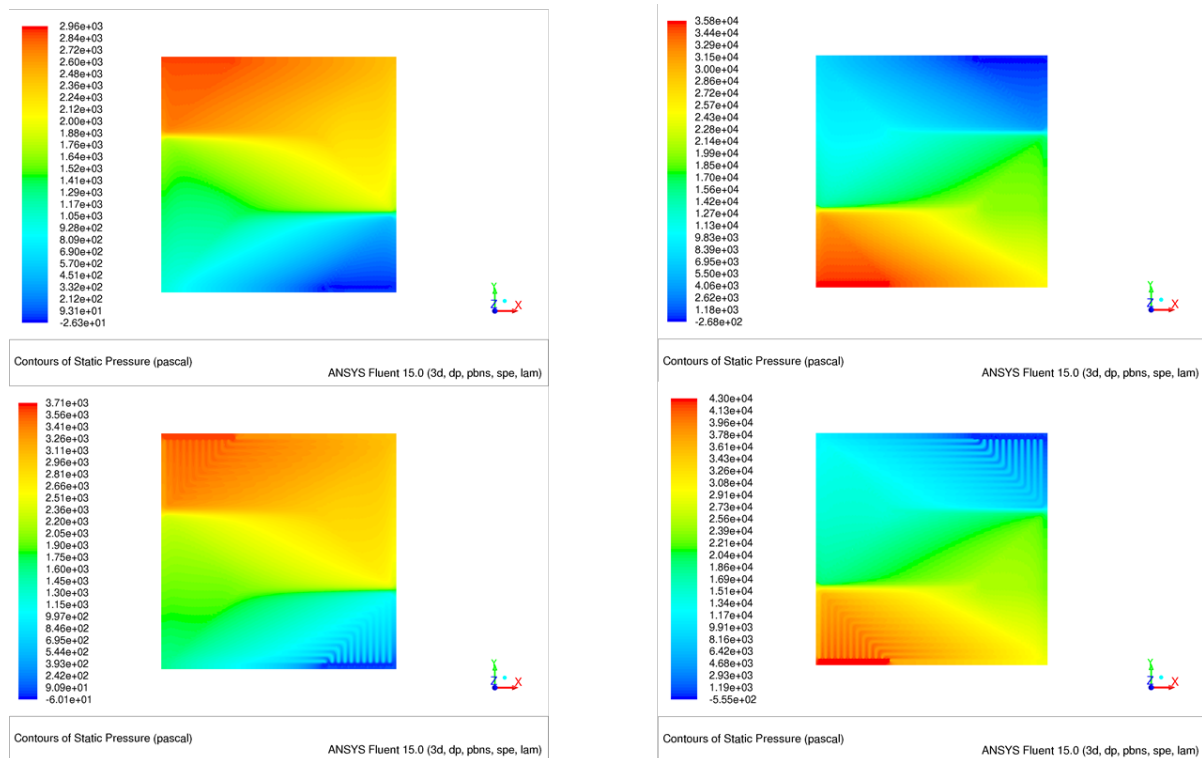 2.96e+03
2.84e+03
2.72e+03
2.60e+03
2.48e+03
2.36e+03
2.24e+03
2.12e+03
2.00e+03
1.88e+03
1.76e+03
1.64e+03
1.52e+03
1.41e+03
1.29e+03
1.17e+03
1.05e+03
9.28e+02
8.09e+02
6.90e+02
5.70e+02
4.51e+02
3.32e+02
2.12e+02
9.31e+01
-2.63e+01
Y
Z X
Contours of Static Pressure (pascal)
ANSYS Fluent 15.0 (3d, dp, pbns, spe, lam)
3.58e+04
3.44e+04
3.29e+04
3.15e+04
3.00e+04
2.86e+04
2.72e+04
2.57e+04
2.43e+04
2.28e+04
2.14e+04
1.99e+04
1.85e+04
1.70e+04
1.56e+04
1.42e+04
1.27e+04
1.13e+04
9.83e+03
8.39e+03
6.95e+03
5.50e+03
4.06e+03
2.62e+03
1.18e+03
-2.68e+02
Y
Z X
Contours of Static Pressure (pascal)
ANSYS Fluent 15.0 (3d, dp, pbns, spe, lam)
3.71e+03
3.56e+03
3.41e+03
3.26e+03
3.11e+03
2.96e+03
2.81e+03
2.66e+03
2.51e+03
2.36e+03
2.20e+03
2.05e+03
1.90e+03
1.75e+03
1.60e+03
1.45e+03
1.30e+03
1.15e+03
9.97e+02
8.46e+02
6.95e+02
5.44e+02
3.93e+02
2.42e+02
9.09e+01
-6.01e+01
Y
Z X
Contours of Static Pressure (pascal)
ANSYS Fluent 15.0 (3d, dp, pbns, spe, lam)
4.30e+04
4.13e+04
3.96e+04
3.78e+04
3.61e+04
3.43e+04
3.26e+04
3.08e+04
2.91e+04
2.73e+04
2.56e+04
2.39e+04
2.21e+04
2.04e+04
1.86e+04
1.69e+04
1.51e+04
1.34e+04
1.17e+04
9.91e+03
8.16e+03
6.42e+03
4.68e+03
2.93e+03
1.19e+03
-5.55e+02
Y
Z X
Contours of Static Pressure (pascal)
ANSYS Fluent 15.0 (3d, dp, pbns, spe, lam)